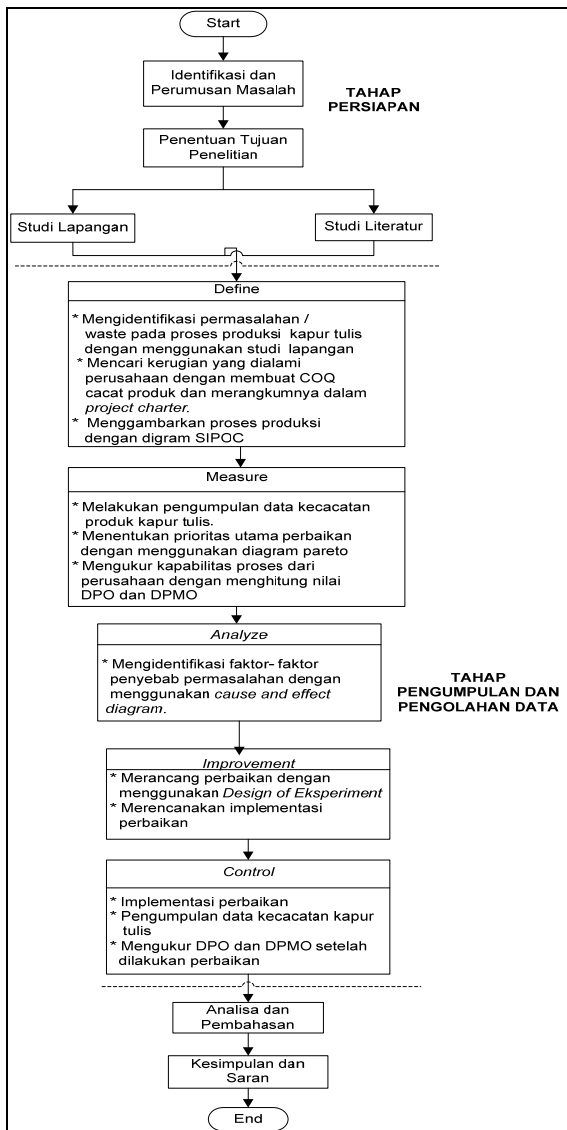 Start
Identifikasi dan
Perumusan Masalah
TAHAP
PERSIAPAN
Penentuan Tujuan
Penelitian
Studi Lapangan
Studi Literatur
Define
* Mengidentifikasi permasalahan /
waste pada proses produksi kapur tulis
dengan menggunakan studi lapangan
* Mencari kerugian yang dialami
perusahaan dengan membuat COQ
cacat produk dan merangkumnya dalam
project charter.
* Menggambarkan proses produksi
dengan digram SIPOC
Measure
* Melakukan pengumpulan data kecacatan
produk kapur tulis.
* Menentukan prioritas utama perbaikan
dengan menggunakan diagram pareto
* Mengukur kapabilitas proses dari
perusahaan dengan menghitung nilai
DPO dan DPMO
Analyze
* Mengidentifikasi faktor- faktor
penyebab permasalahan dengan
menggunakan cause and effect
diagram.
TAHAP
PENGUMPULAN DAN
PENGOLAHAN DATA
Improvement
* Merancang perbaikan dengan
menggunakan Design of Eksperiment
* Merencanakan implementasi
perbaikan
Control
* Implementasi perbaikan
* Pengumpulan data kecacatan kapur
tulis
* Mengukur DPO dan DPMO setelah
dilakukan perbaikan
Analisa dan
Pembahasan
Kesimpulan dan
Saran
End